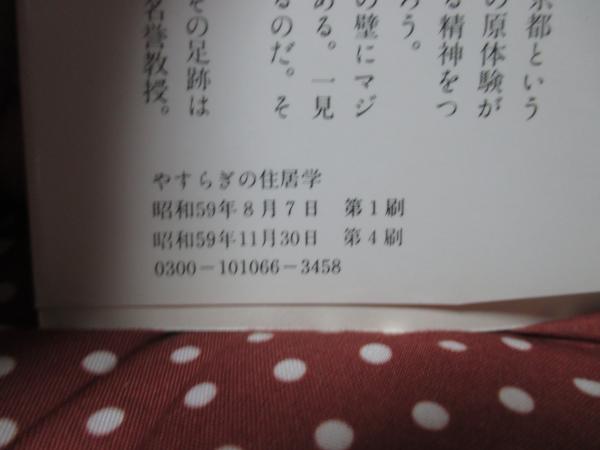 京都という
の原体験が
る精神をつ
ろう。
の壁にマジ
ある。一見
るのだ。そ
その足跡は
名誉教授。
やすらぎの住居学
昭和59年8月7日 第1刷
昭和59年11月30日 第4刷
0300-101066-3458